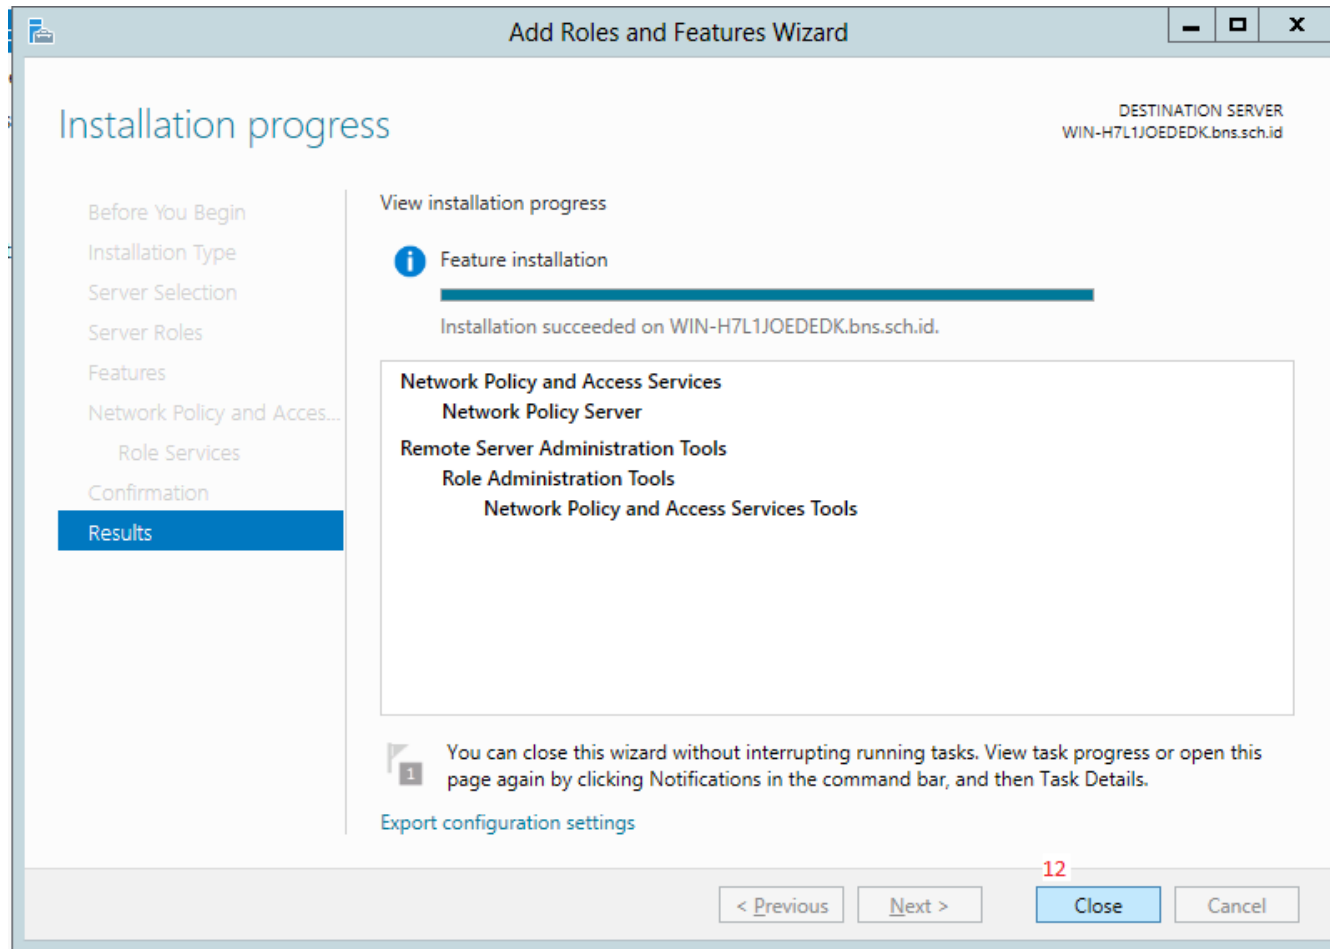 Add Roles and Features Wizard
Installation progress
DESTINATION SERVER
WIN-H7L1JOEDEDK.bns.sch.id
Before You Begin
Installation Type
Server Selection
Server Roles
Features
Network Policy and Acces...
Role Services
Confirmation
Results
View installation progress
Feature installation
Installation succeeded on WIN-H7L1JOEDEDK.bns.sch.id.
Network Policy and Access Services
Network Policy Server
Remote Server Administration Tools
Role Administration Tools
Network Policy and Access Services Tools
1
You can close this wizard without interrupting running tasks. View task progress or open this
page again by clicking Notifications in the command bar, and then Task Details.
Export configuration settings
12
< Previous
Next >
Close
Cancel